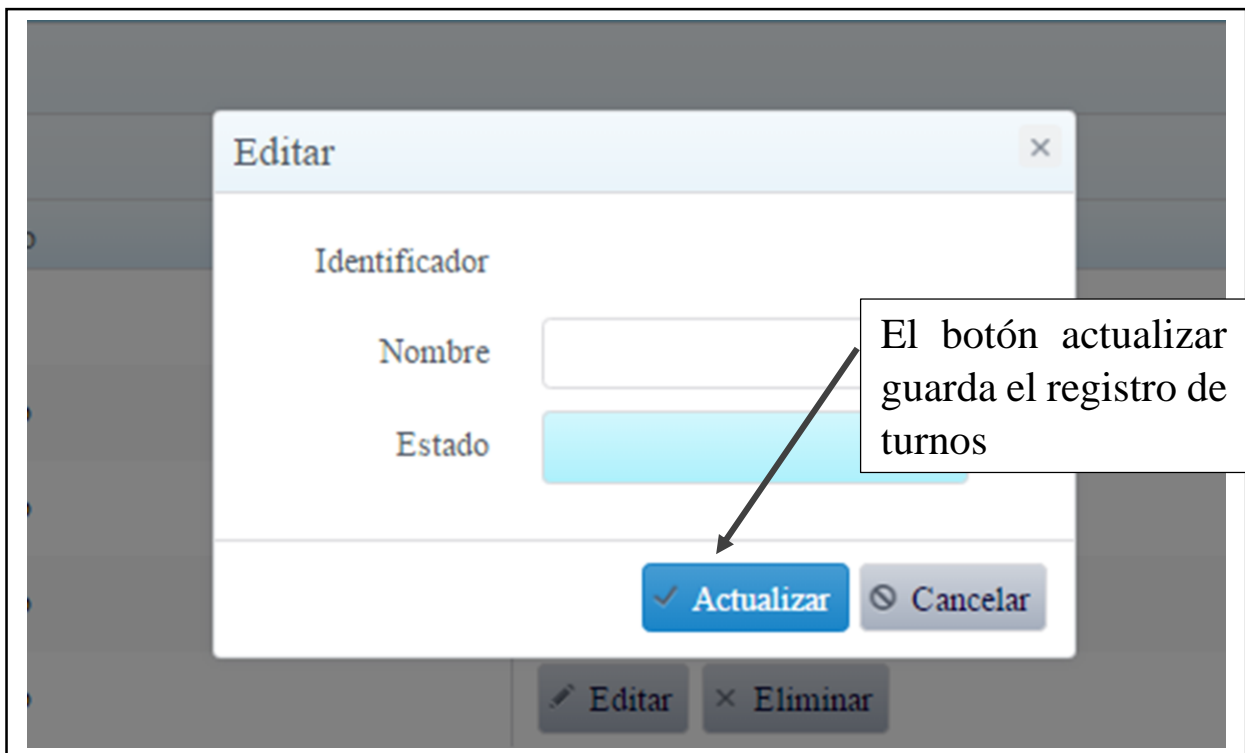 Editar
Identificador
Nombre
Estado
El botón actualizar
guarda el registro de
turnos
Actualizar
Cancelar
Editar
Eliminar